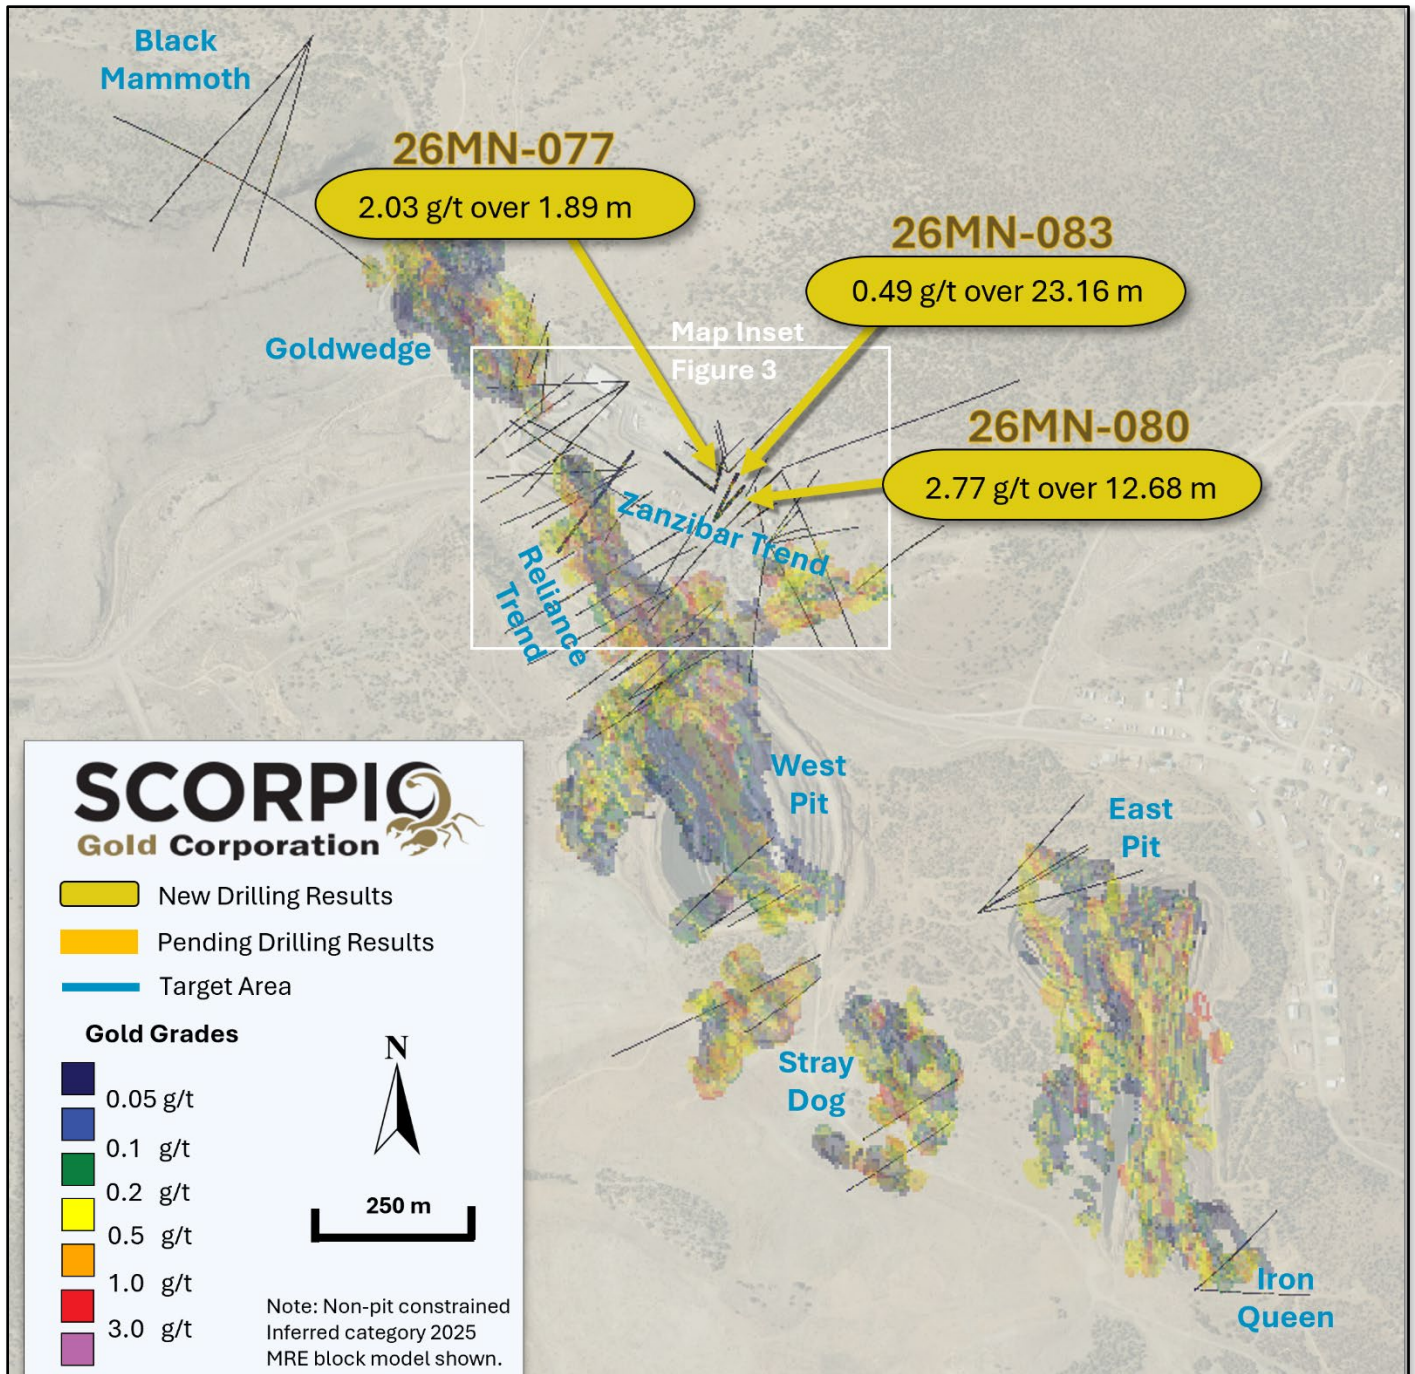 Black
Mammoth
26MN-077
2.03 g/t over 1.89 m
26MN-083
0.49 g/t over 23.16 m
Map Inset
Figure 3
Goldwedge
26MN-080
2.77 g/t over 12.68 m
Zanzibar Trend
Reliance
Trend
West
Pit
East
Pit
Stray
Dog
Iron
Queen
SCORPIO
Gold Corporation
New Drilling Results
Pending Drilling Results
Target Area
Gold Grades
0.05 g/t
0.1 g/t
0.2 g/t
0.5 g/t
1.0 g/t
3.0 g/t
N
250 m
Note: Non-pit constrained
Inferred category 2025
MRE block model shown.